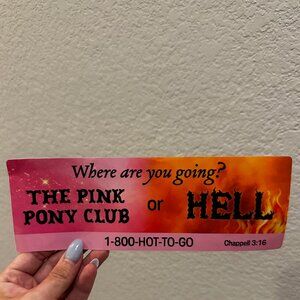 Where are you going?
THE PINK
PONY CLUB
or
HELL
1-800-HOT-TO-GO
Chappell 3:16